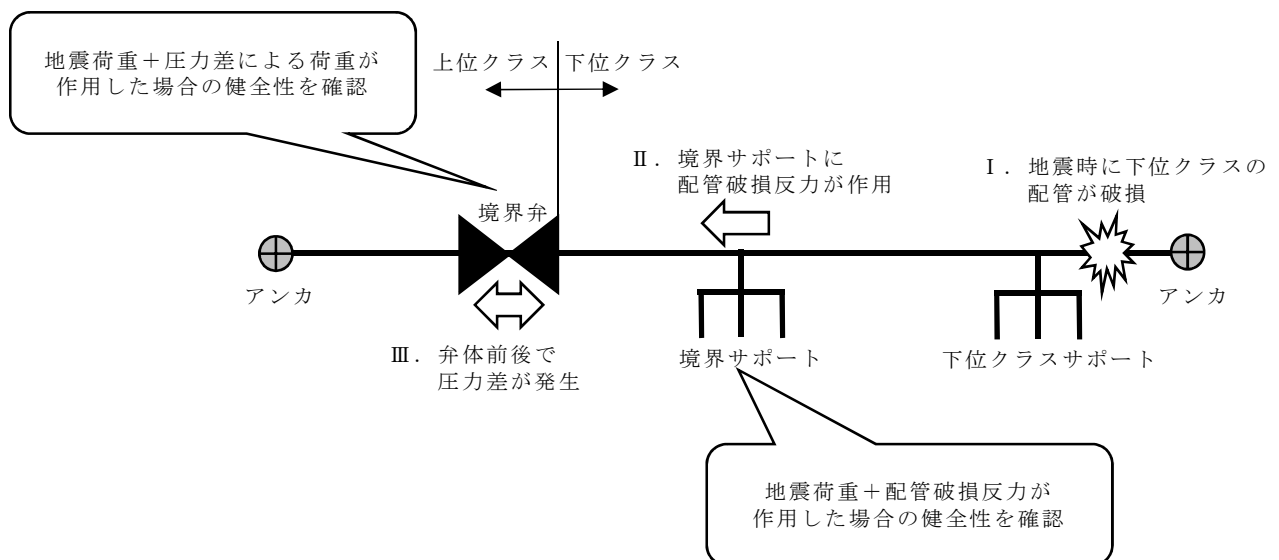 地震荷重＋圧力差による荷重が
作用した場合の健全性を確認
上位クラス
下位クラス
Ⅱ．境界サポートに
配管破損反力が作用
Ⅰ．地震時に下位クラスの
配管が破損
境界弁
アンカ
アンカ
Ⅲ．弁体前後で
圧力差が発生
境界サポート
下位クラスサポート
地震荷重＋配管破損反力が
作用した場合の健全性を確認